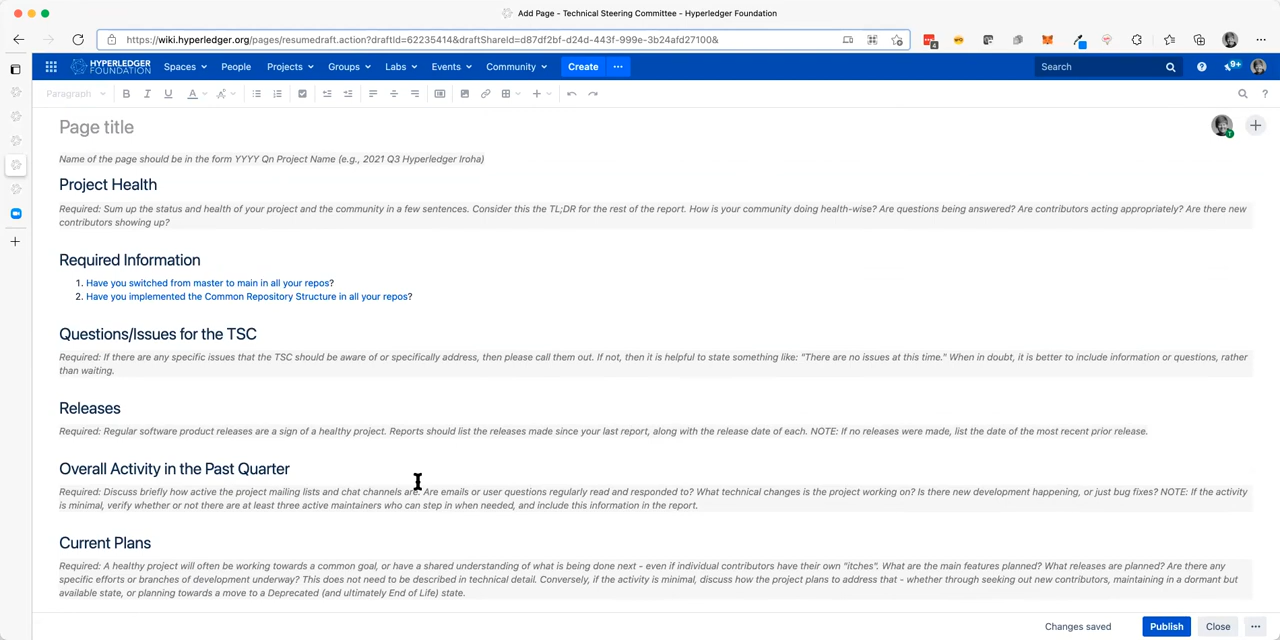 Add Page - Technical Steering Committee - Hyperledger Foundation
https://wiki.hyperledger.org/pages/resumedraft.action?draftId=62235414&draftShareId=d87df2bf-d24d-443f-999e-3b24afd27100&
4
HYPERLEDGER FOUNDATION Spaces People Projects Groups Labs Events Community Create ··· Search 9+
Paragraph B I U A
Page title
Name of the page should be in the form YYYY Qn Project Name (e.g., 2021 Q3 Hyperledger Iroha)
Project Health
Required: Sum up the status and health of your project and the community in a few sentences. Consider this the TL;DR for the rest of the report. How is your community doing health-wise? Are questions being answered? Are contributors acting appropriately? Are there new
contributors showing up?
Required Information
1. Have you switched from master to main in all your repos?
2. Have you implemented the Common Repository Structure in all your repos?
Questions/Issues for the TSC
Required: If there are any specific issues that the TSC should be aware of or specifically address, then please call them out. If not, then it is helpful to state something like: "There are no issues at this time." When in doubt, it is better to include information or questions, rather
than waiting.
Releases
Required: Regular software product releases are a sign of a healthy project. Reports should list the releases made since your last report, along with the release date of each. NOTE: If no releases were made, list the date of the most recent prior release.
Overall Activity in the Past Quarter
Required: Discuss briefly how active the project mailing lists and chat channels are. Are emails or user questions regularly read and responded to? What technical changes is the project working on? Is there new development happening, or just bug fixes? NOTE: If the activity
is minimal, verify whether or not there are at least three active maintainers who can step in when needed, and include this information in the report.
Current Plans
Required: A healthy project will often be working towards a common goal, or have a shared understanding of what is being done next - even if individual contributors have their own "itches". What are the main features planned? What releases are planned? Are there any
specific efforts or branches of development underway? This does not need to be described in technical detail. Conversely, if the activity is minimal, discuss how the project plans to address that - whether through seeking out new contributors, maintaining in a dormant but
available state, or planning towards a move to a Deprecated (and ultimately End of Life) state.
Changes saved Publish Close ···